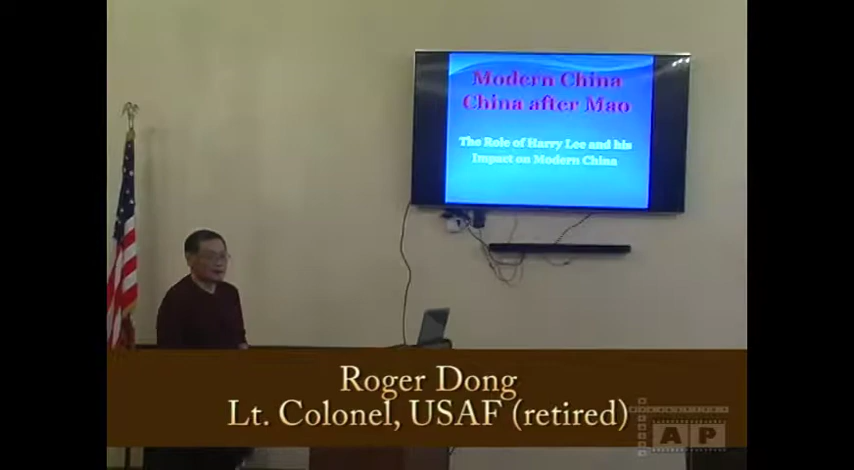 Modern China
China after Mao
The Role of Harry Lee and his
Impact on Modern China
Roger Dong
Lt. Colonel, USAF (retired)
AP